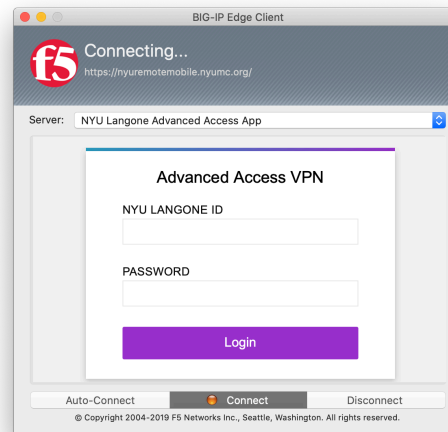 BIG-IP Edge Client
f5
Connecting...
https://nyuremotemobile.nyumc.org/
Server: NYU Langone Advanced Access App
Advanced Access VPN
NYU LANGONE ID
PASSWORD
Login
Auto-Connect Connect Disconnect
© Copyright 2004-2019 F5 Networks Inc., Seattle, Washington. All rights reserved.